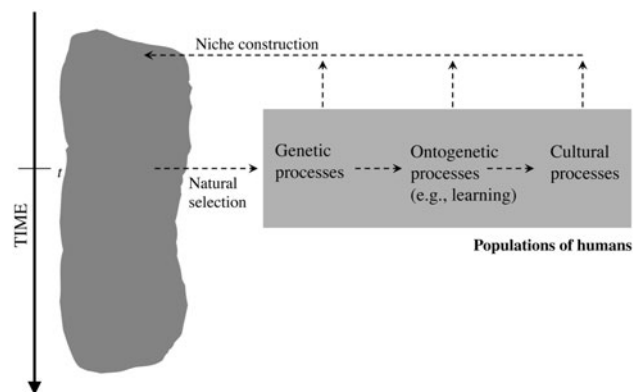 Niche construction
Genetic
processes
Ontogenetic
processes
(e.g., learning)
Cultural
processes
t
Natural
selection
TIME
Populations of humans